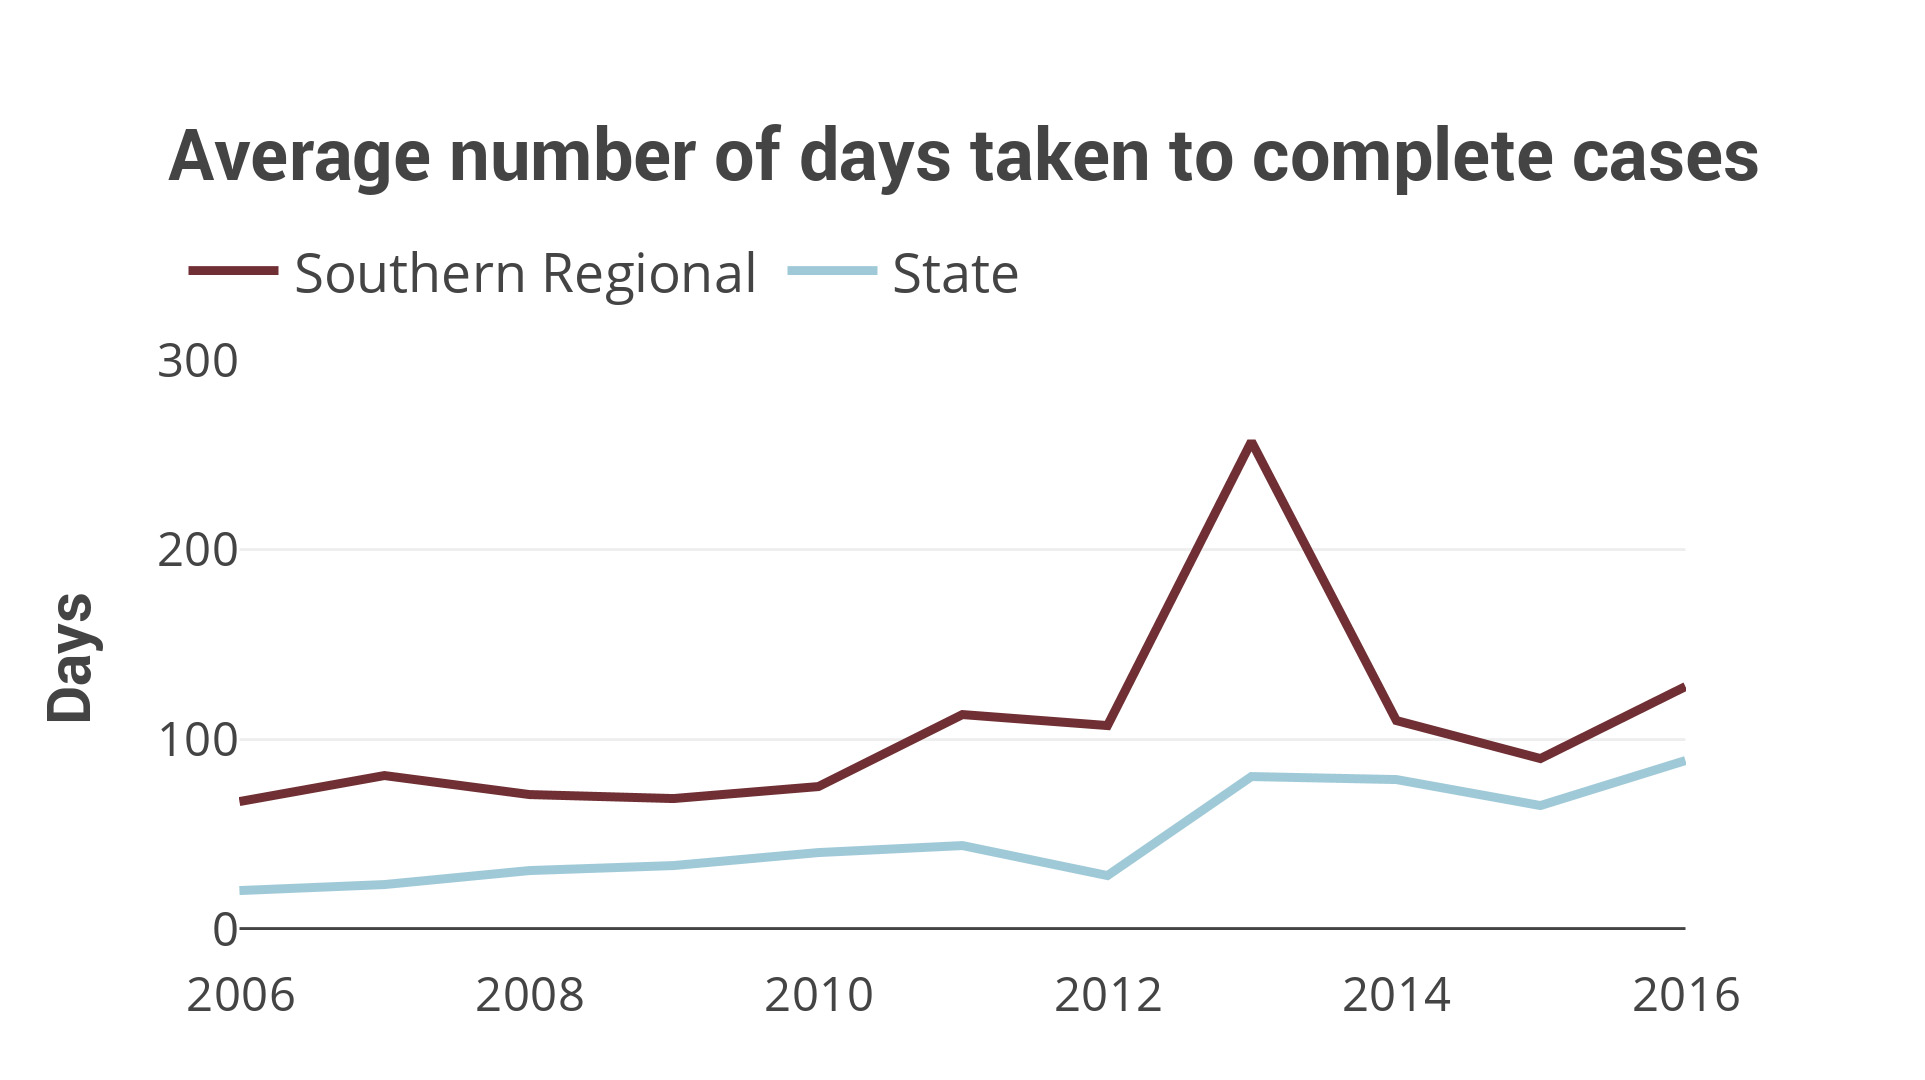 Average number of days taken to complete cases
Southern Regional State
300
200
100
0
Days
2006 2008 2010 2012 2014 2016